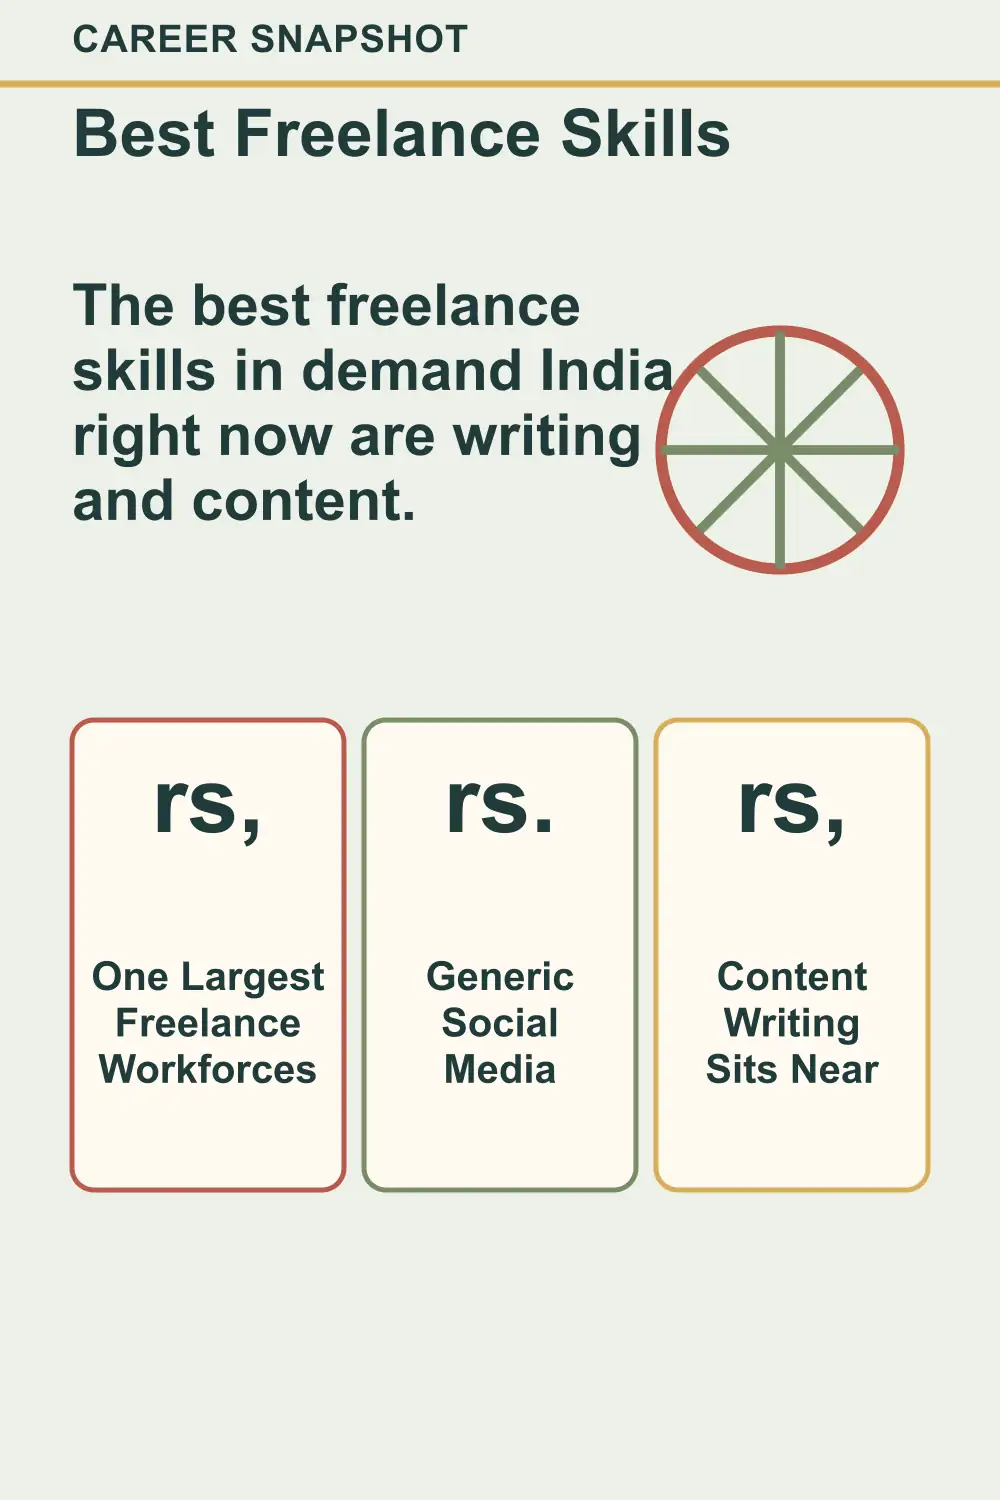 CAREER SNAPSHOT
Best Freelance Skills
The best freelance
skills in demand India
right now are writing
and content.
rs,
One Largest
Freelance
Workforces
rs.
Generic
Social
Media
rs,
Content
Writing
Sits Near